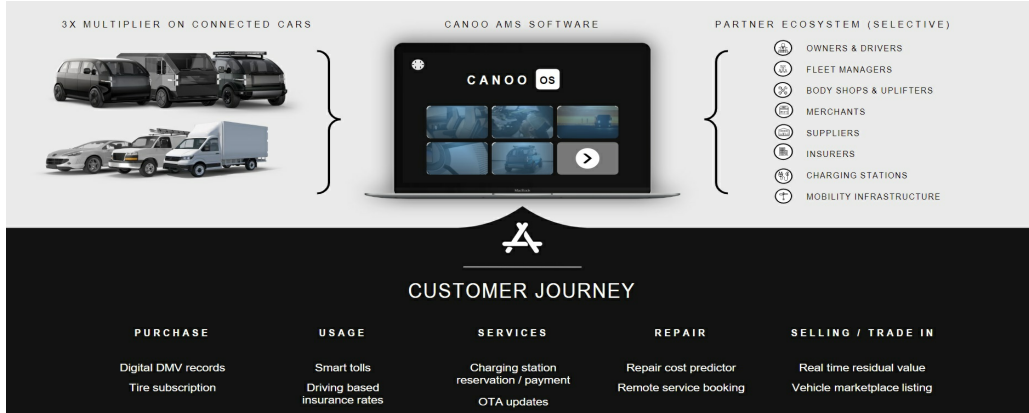 3X MULTIPLIER ON CONNECTED CARS
CANOO AMS SOFTWARE
PARTNER ECOSYSTEM (SELECTIVE)
CANOO OS
OWNERS & DRIVERS
FLEET MANAGERS
BODY SHOPS & UPLIFTERS
MERCHANTS
SUPPLIERS
INSURERS
CHARGING STATIONS
MOBILITY INFRASTRUCTURE
CUSTOMER JOURNEY
PURCHASE
Digital DMV records
Tire subscription
USAGE
Smart tolls
Driving based
insurance rates
SERVICES
Charging station
reservation / payment
OTA updates
REPAIR
Repair cost predictor
Remote service booking
SELLING / TRADE IN
Real time residual value
Vehicle marketplace listing